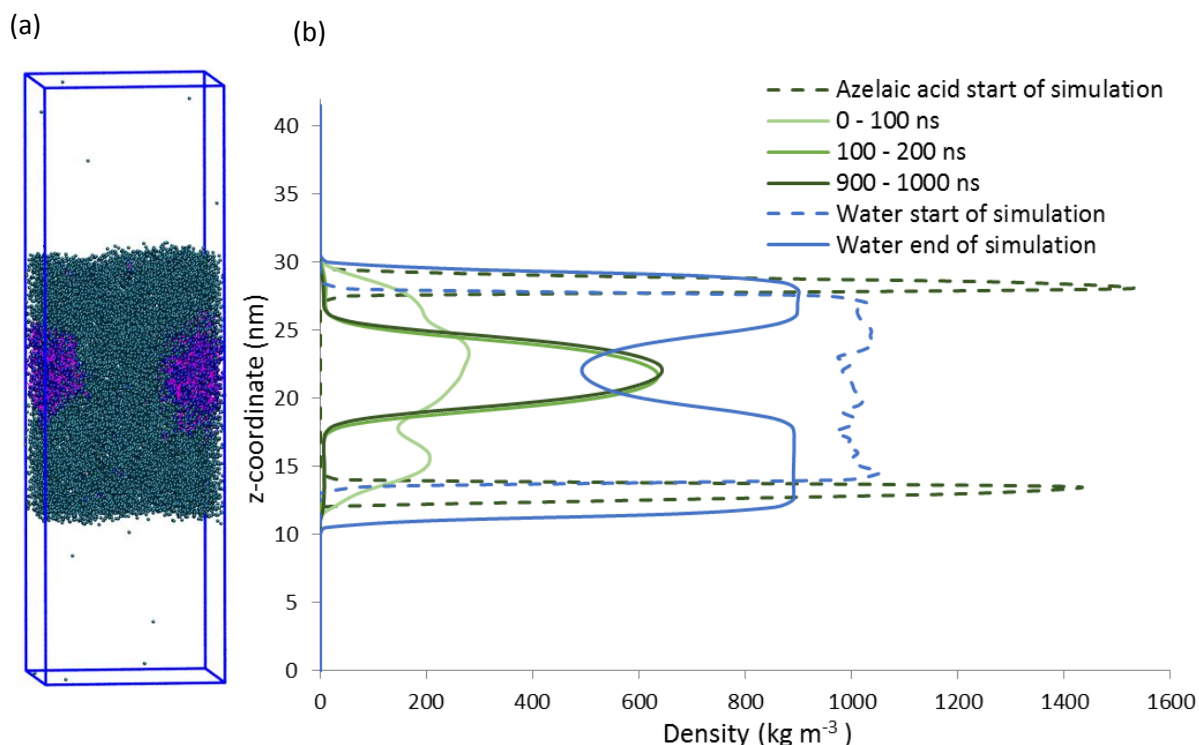 (a)
(b)
Azelaic acid start of simulation
0 - 100 ns
100 - 200 ns
900 - 1000 ns
Water start of simulation
Water end of simulation
z-coordinate (nm)
40
35
30
25
20
15
10
5
0
0 200 400 600 800 1000 1200 1400 1600
Density (kg m⁻³)